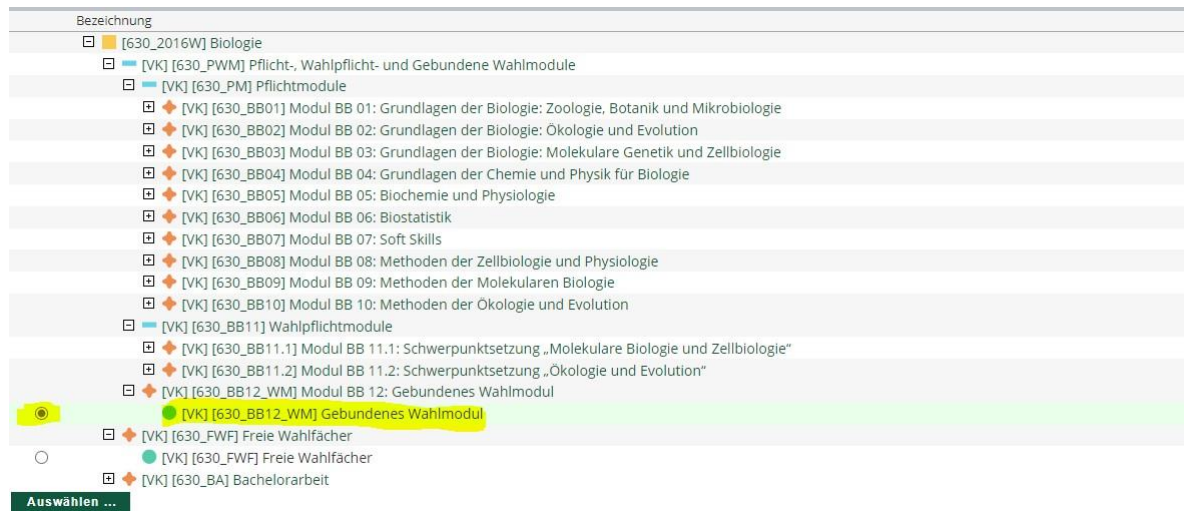 Bezeichnung
[630_2016W] Biologie
[VK] [630_PWM] Pflicht-, Wahlpflicht- und Gebundene Wahlmodule
[VK] [630_PM] Pflichtmodule
[VK] [630_BB01] Modul BB 01: Grundlagen der Biologie: Zoologie, Botanik und Mikrobiologie
[VK] [630_BB02] Modul BB 02: Grundlagen der Biologie: Ökologie und Evolution
[VK] [630_BB03] Modul BB 03: Grundlagen der Biologie: Molekulare Genetik und Zellbiologie
[VK] [630_BB04] Modul BB 04: Grundlagen der Chemie und Physik für Biologie
[VK] [630_BB05] Modul BB 05: Biochemie und Physiologie
[VK] [630_BB06] Modul BB 06: Biostatistik
[VK] [630_BB07] Modul BB 07: Soft Skills
[VK] [630_BB08] Modul BB 08: Methoden der Zellbiologie und Physiologie
[VK] [630_BB09] Modul BB 09: Methoden der Molekularen Biologie
[VK] [630_BB10] Modul BB 10: Methoden der Ökologie und Evolution
[VK] [630_BB11] Wahlpflichtmodule
[VK] [630_BB11.1] Modul BB 11.1: Schwerpunktsetzung „Molekulare Biologie und Zellbiologie“
[VK] [630_BB11.2] Modul BB 11.2: Schwerpunktsetzung „Ökologie und Evolution“
[VK] [630_BB12_WM] Modul BB 12: Gebundenes Wahlmodul
[VK] [630_BB12_WM] Gebundenes Wahlmodul
[VK] [630_FWF] Freie Wahlfächer
[VK] [630_FWF] Freie Wahlfächer
[VK] [630_BA] Bachelorarbeit
Auswählen ...